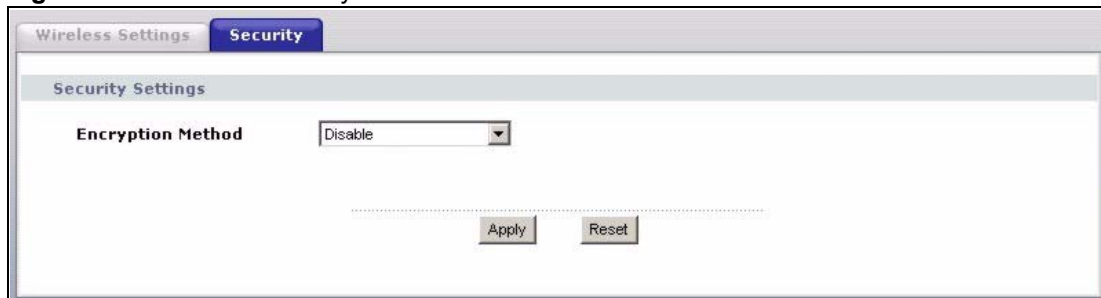 Wireless Settings Security
Security Settings
Encryption Method Disable
Apply Reset